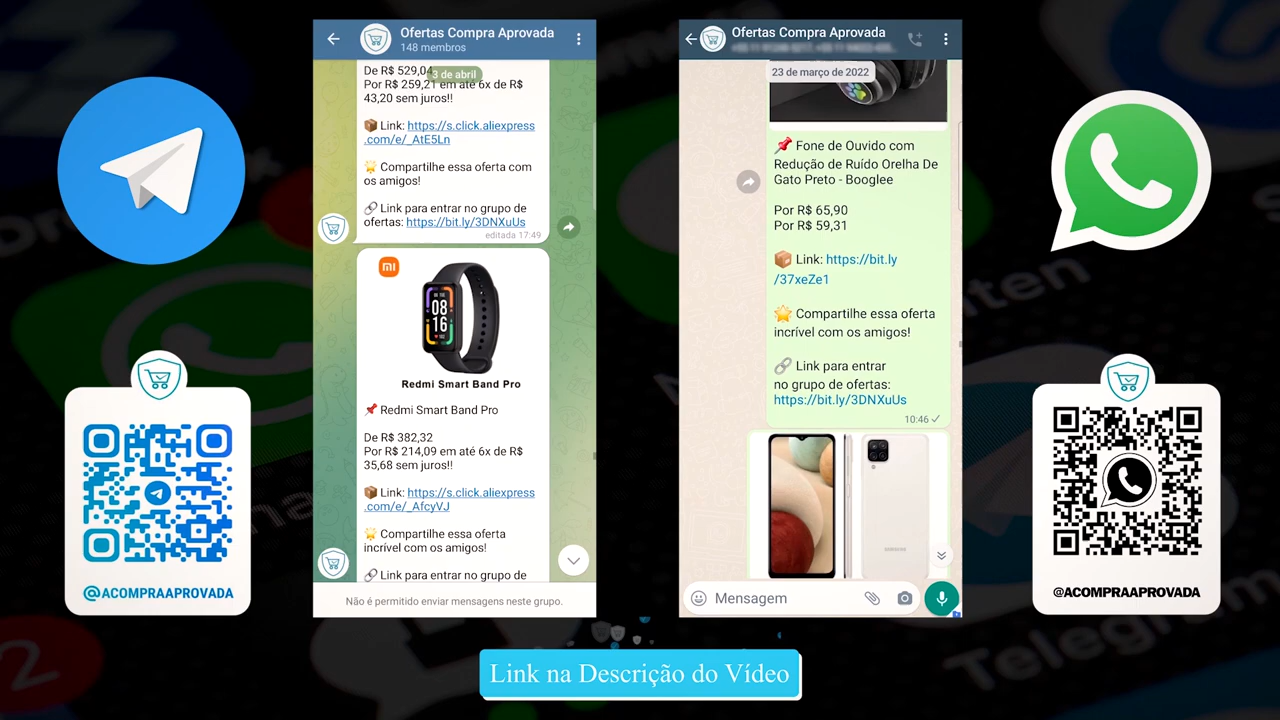 Ofertas Compra Aprovada
148 membros
De R$ 529,04
3 de abril
Por R$ 259,21 em até 6x de R$
43,20 sem juros!!
Link: https://s.click.aliexpress
.com/e/_AtE5Ln
Compartilhe essa oferta com
os amigos!
Link para entrar no grupo de
ofertas: https://bit.ly/3DNXuUs
editada 17:49
mi
08
16
Redmi Smart Band Pro
Redmi Smart Band Pro
De R$ 382,32
Por R$ 214,09 em até 6x de R$
35,68 sem juros!!
Link: https://s.click.aliexpress
.com/e/_AfcyVJ
Compartilhe essa oferta
incrível com os amigos!
Link para entrar no grupo de
Não é permitido enviar mensagens neste grupo.
@ACOMPRAAPROVADA
Ofertas Compra Aprovada
23 de março de 2022
Fone de Ouvido com
Redução de Ruído Orelha De
Gato Preto - Booglee
Por R$ 65,90
Por R$ 59,31
Link: https://bit.ly
/37xeZe1
Compartilhe essa oferta
incrível com os amigos!
Link para entrar
no grupo de ofertas:
https://bit.ly/3DNXuUs
10:46
SAMSUNG
Mensagem
@ACOMPRAAPROVADA
Telegram
2
Link na Descrição do Vídeo